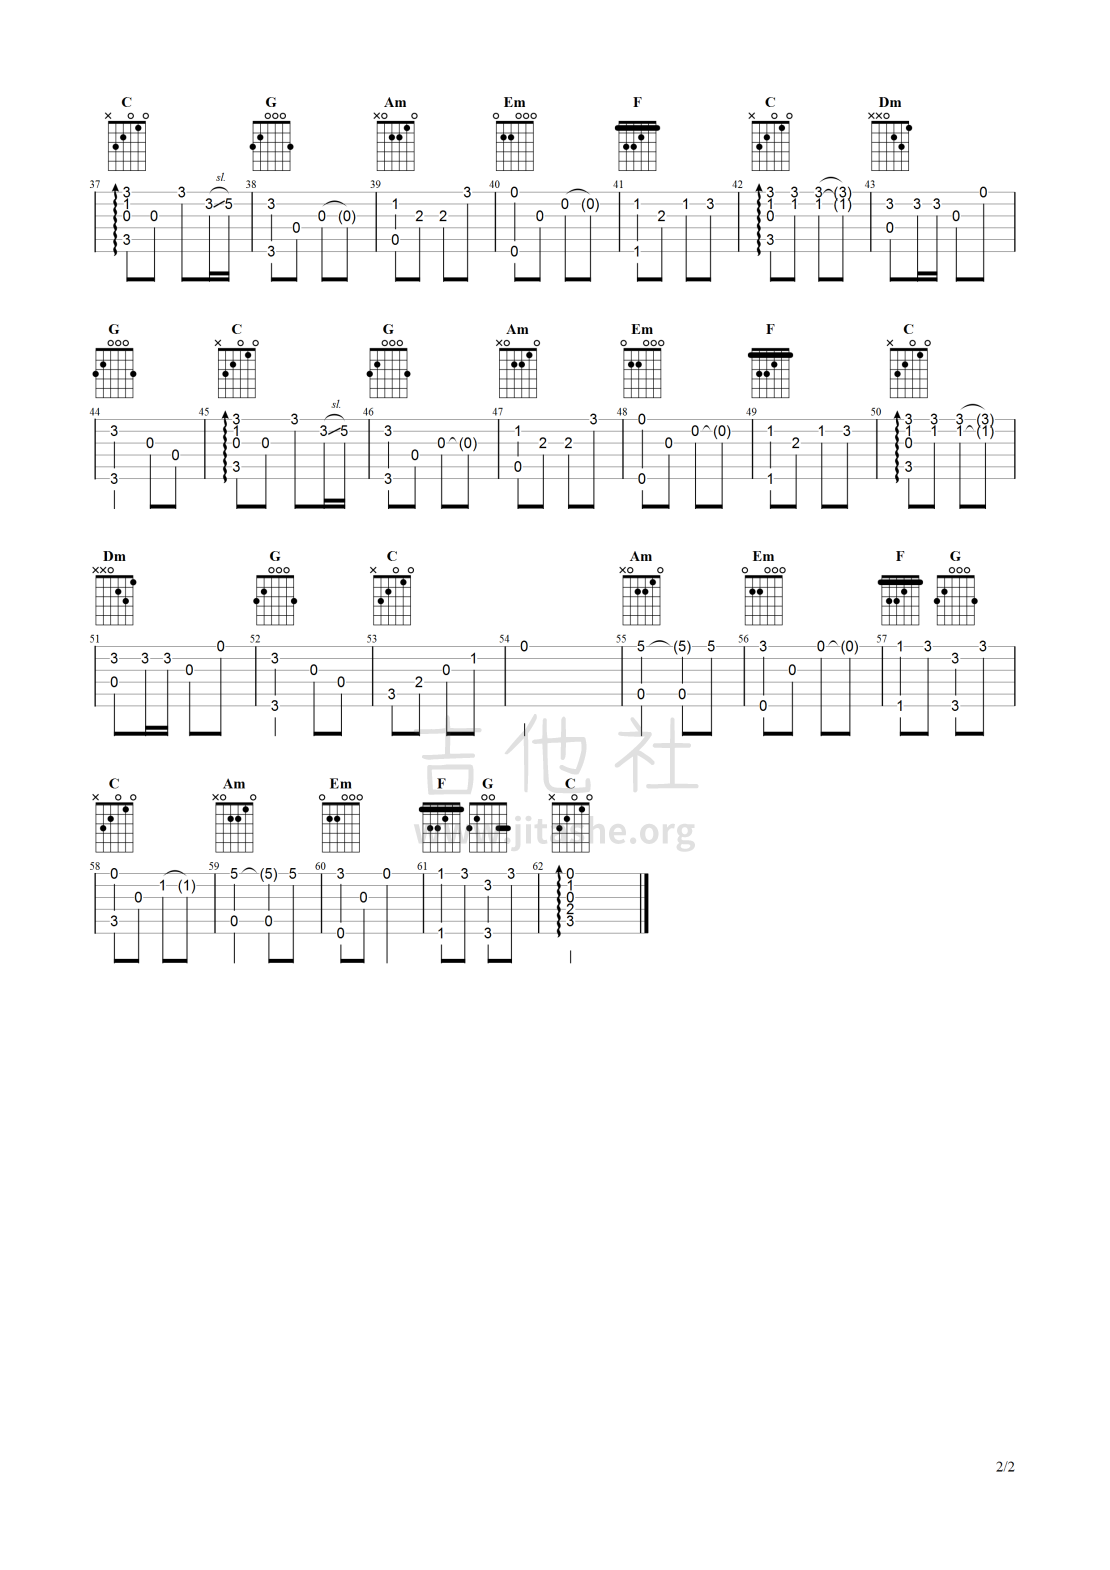 C G Am Em F C Dm
x o o o o o x o o o o o o o x o o x x o
37 sl. 38 39 40 41 42 43
3 3 3 0 3 3 3 (3) 0
1 3 5 3 1 0 (0) 1 1 3 1 1 1 (1) 3 3 3
0 0 0 (0) 2 2 0 2 0 0
0 0
3 0 3
3 0 1
G C G Am Em F C
o o o x o o o o o x o o o o o o x o o
44 45 sl. 46 47 48 49 50
3 3 3 0 3 3 3 (3)
3 1 3 5 3 1 0 (0) 1 1 3 1 1 1 (1)
0 0 0 0 (0) 2 2 0 2 0
0 0
3 0 3
3 3 0 1
Dm G C Am Em F G
x x o o o o x o o x o o o o o o o o o
51 52 53 54 55 56 57
0 0 5 (5) 5 3 0 (0) 1 3 3
3 3 3 3 1 3
0 0 0 0
0 0 2
3 0 0
3 0 1 3
吉他社
C Am Em F G C
x o o x o o o o o o o o x o o
www.jitashe.org
58 59 60 61 62
0 5 (5) 5 3 0 1 3 3 0
1 (1) 3 1
0 0 0
2
3 0 0 3
0 1 3
2/2